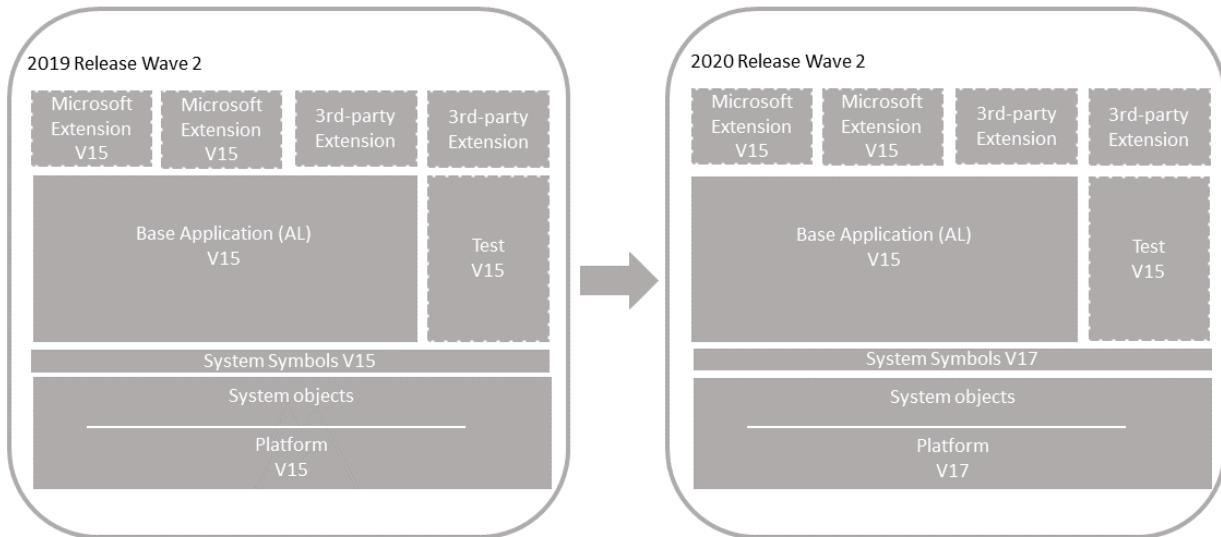 2019 Release Wave 2
Microsoft
Extension
V15
Microsoft
Extension
V15
3rd-party
Extension
3rd-party
Extension
Base Application (AL)
V15
Test
V15
System Symbols V15
System objects
Platform
V15
2020 Release Wave 2
Microsoft
Extension
V15
Microsoft
Extension
V15
3rd-party
Extension
3rd-party
Extension
Base Application (AL)
V15
Test
V15
System Symbols V17
System objects
Platform
V17